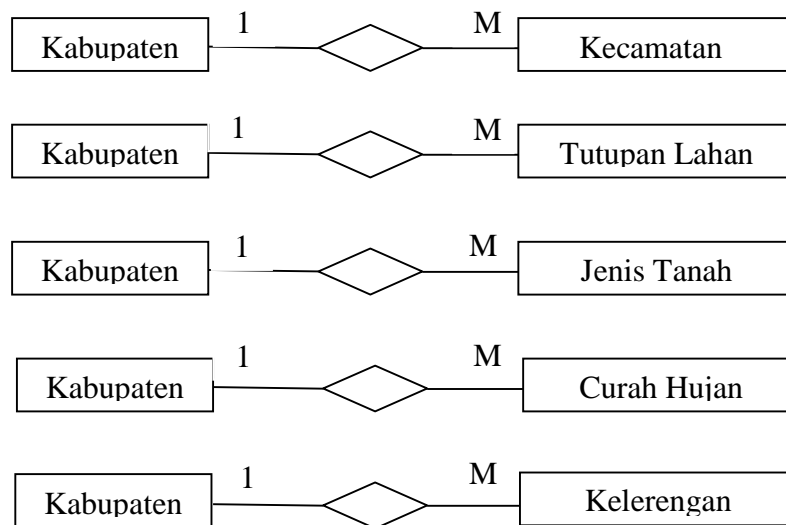 1 M
Kabupaten Kecamatan
1 M
Kabupaten Tutupan Lahan
1 M
Kabupaten Jenis Tanah
1 M
Kabupaten Curah Hujan
1 M
Kabupaten Kelerengan